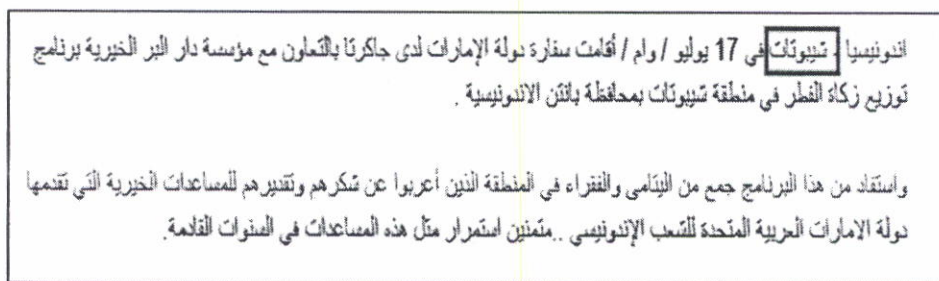 اندونيسيا . تيبوتات في 17 يوليو / وام / أقامت سفارة دولة الإمارات لدى جاكرتا بالتعاون مع مؤسسة دار البر الخيرية برنامج
توزيع زكاة الفطر في منطقة تيبوتات بمحافظة بانتن الاندونيسية .
واستفاد من هذا البرنامج جمع من اليتامى والفقراء في المنطقة الذين أعربوا عن شكرهم وتقديرهم للمساعدات الخيرية التي تقدمها
دولة الامارات العربية المتحدة للشعب الإندونيسي ..متمنين استمرار مثل هذه المساعدات في السنوات القادمة.